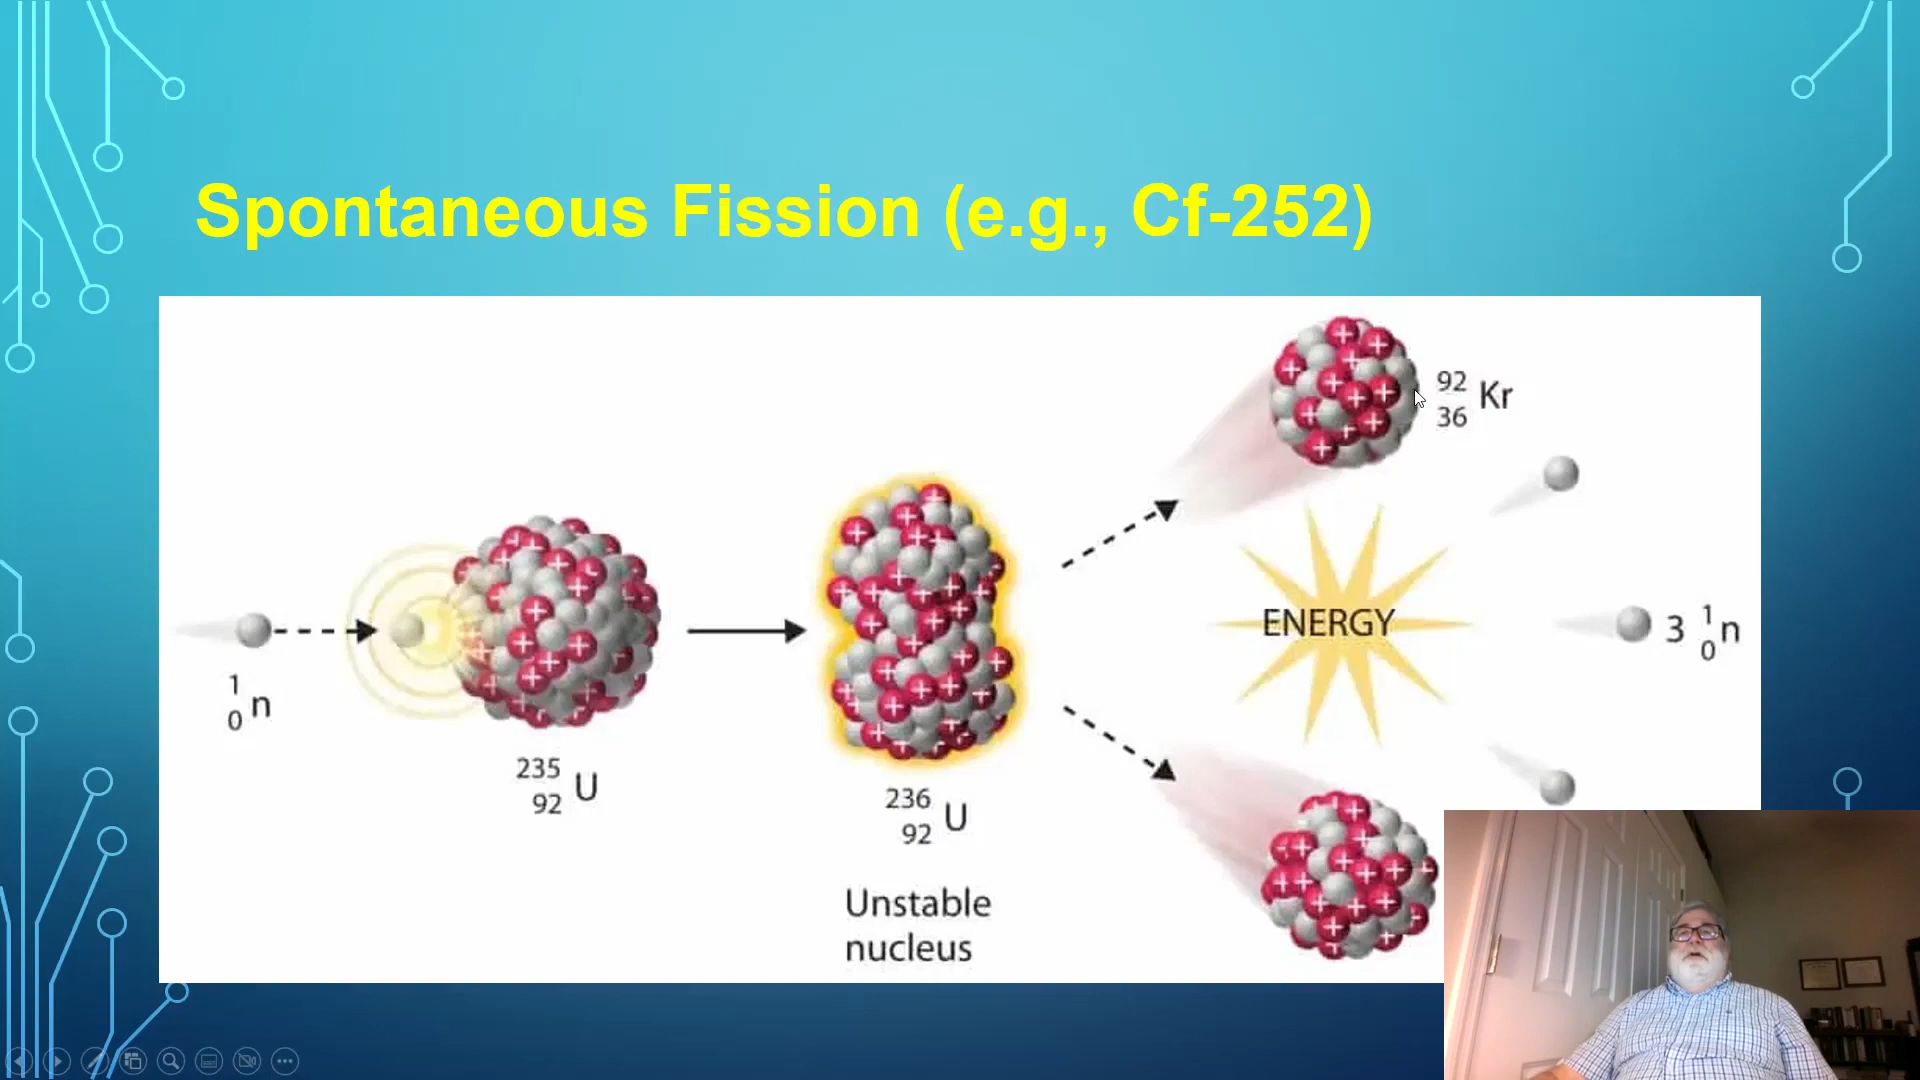 Spontaneous Fission (e.g., Cf-252)
92
36 Kr
ENERGY
3 1
0 n
1
0 n
235
92 U
236
92 U
Unstable
nucleus